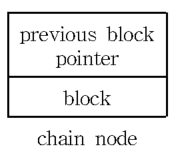 previous block
pointer
block
chain node